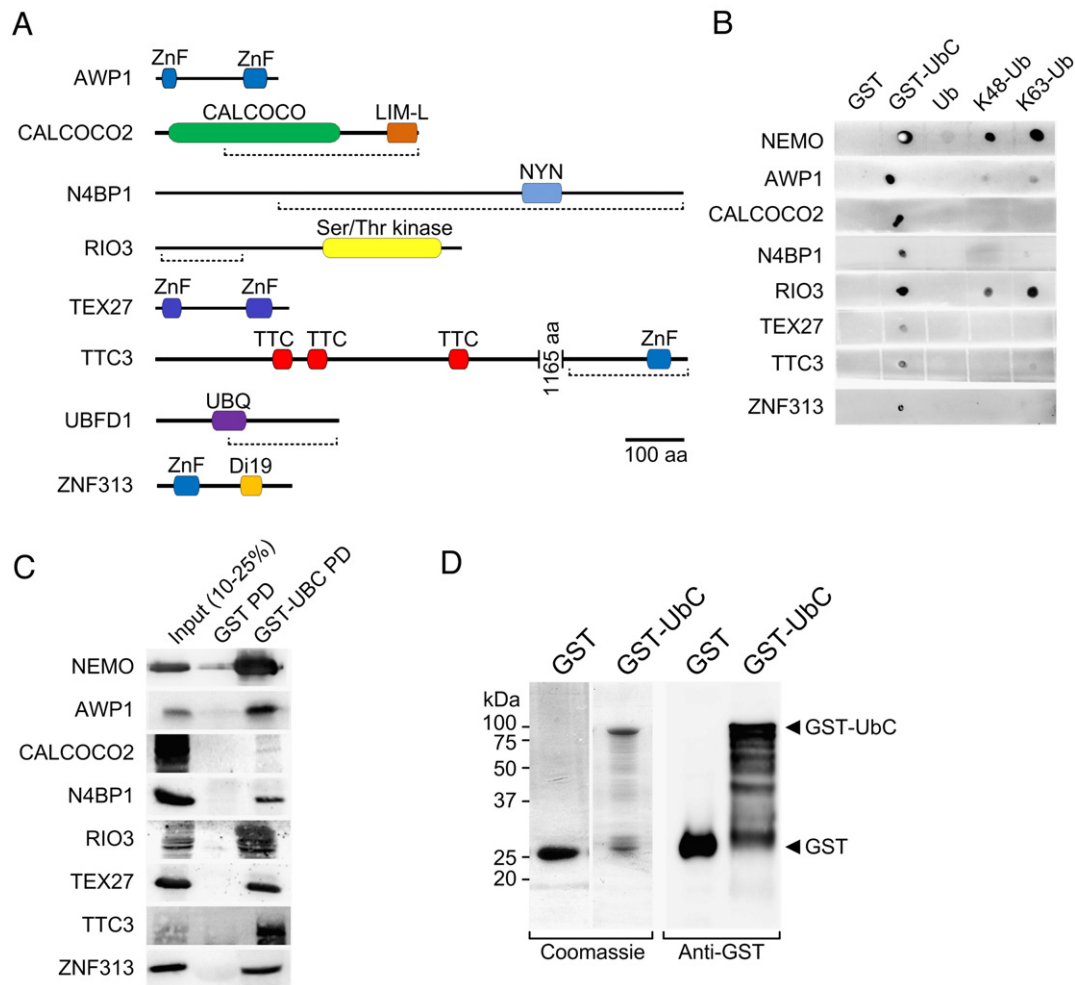 A
ZnF ZnF
AWP1
CALCOCO LIM-L
CALCOCO2
NYN
N4BP1
Ser/Thr kinase
RIO3
ZnF ZnF
TEX27
TTC TTC TTC ZnF
TTC3
1165 aa
UBQ
UBFD1
100 aa
ZnF Di19
ZNF313
B
GST GST-UbC Ub K48-Ub K63-Ub
NEMO
AWP1
CALCOCO2
N4BP1
RIO3
TEX27
TTC3
ZNF313
C
Input (10-25%) GST PD GST-UBC PD
NEMO
AWP1
CALCOCO2
N4BP1
RIO3
TEX27
TTC3
ZNF313
D
GST GST-UbC GST GST-UbC
kDa
100
75
50
37
25
20
GST-UbC
GST
Coomassie Anti-GST